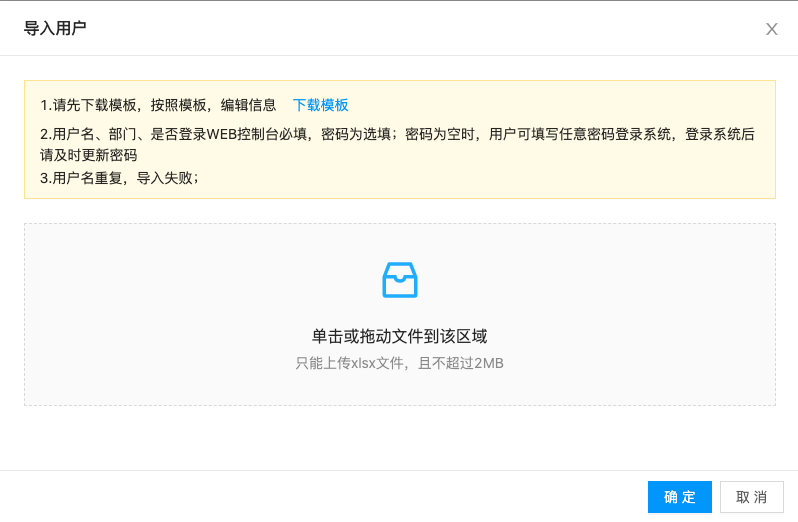 导入用户
X
1.请先下载模板，按照模板，编辑信息 下载模板
2.用户名、部门、是否登录WEB控制台必填，密码为选填；密码为空时，用户可填写任意密码登录系统，登录系统后
请及时更新密码
3.用户名重复，导入失败；
单击或拖动文件到该区域
只能上传xlsx文件，且不超过2MB
确 定 取 消